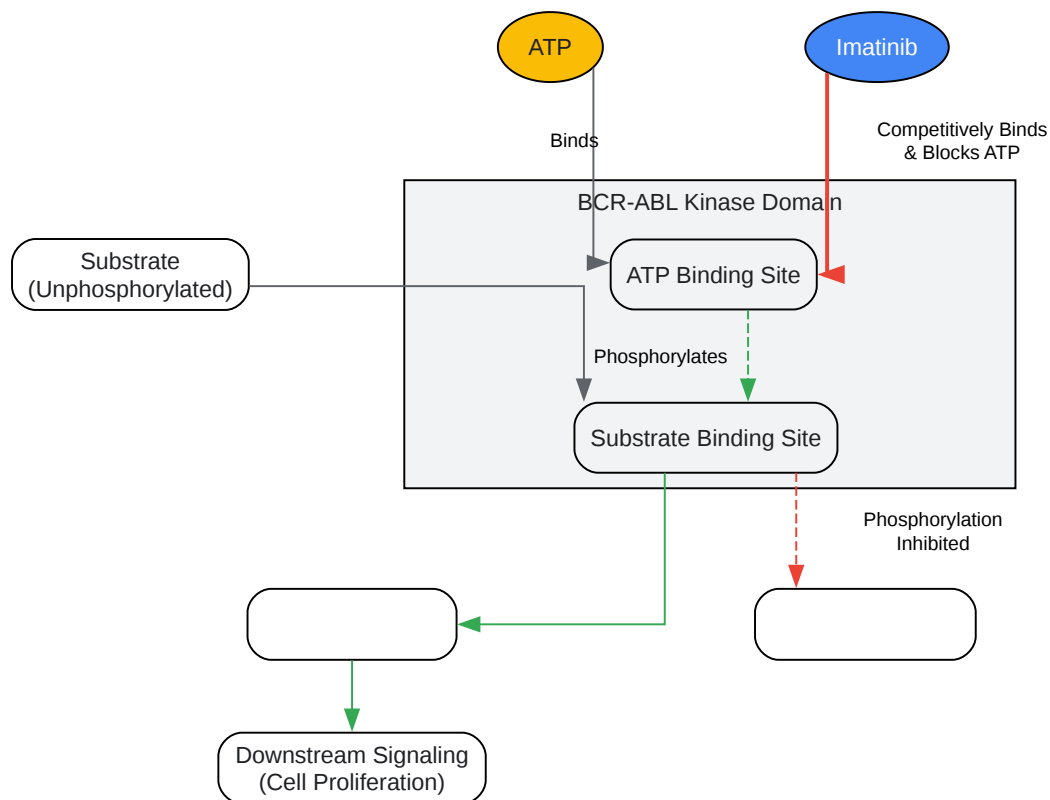 ATP
Imatinib
Binds
Competitively Binds
& Blocks ATP
BCR-ABL Kinase Domain
Substrate
(Unphosphorylated)
ATP Binding Site
Phosphorylates
Substrate Binding Site
Phosphorylation
Inhibited
Downstream Signaling
(Cell Proliferation)